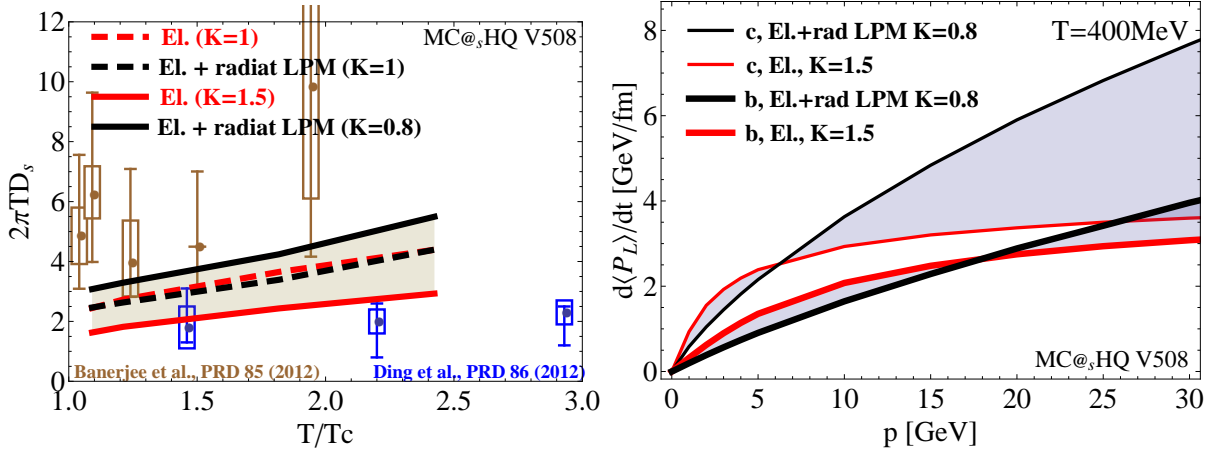 12
10
8
6
4
2
0
2πTD_s
El. (K=1)
El. + radiat LPM (K=1)
El. (K=1.5)
El. + radiat LPM (K=0.8)
MC@_sHQ V508
Banerjee et al., PRD 85 (2012)
Ding et al., PRD 86 (2012)
1.0 1.5 2.0 2.5 3.0
T/Tc
8
6
4
2
0
d⟨P_L⟩/dt [GeV/fm]
c, El.+rad LPM K=0.8
c, El., K=1.5
b, El.+rad LPM K=0.8
b, El., K=1.5
T=400MeV
MC@_sHQ V508
0 5 10 15 20 25 30
p [GeV]